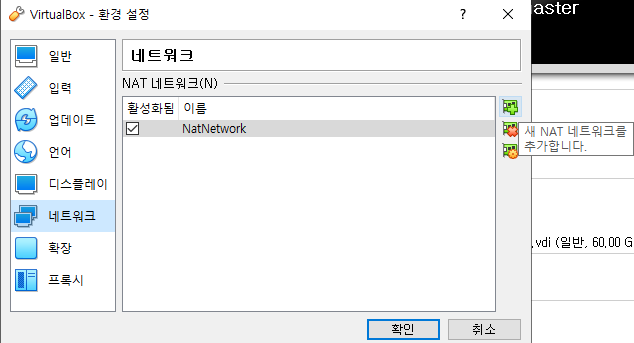 VirtualBox - 환경 설정
?
aster
일반
입력
업데이트
언어
디스플레이
네트워크
확장
프록시
네트워크
NAT 네트워크(N)
활성화됨 이름
NatNetwork
새 NAT 네트워크를
추가합니다.
.vdi (일반, 60,00 G
확인 취소